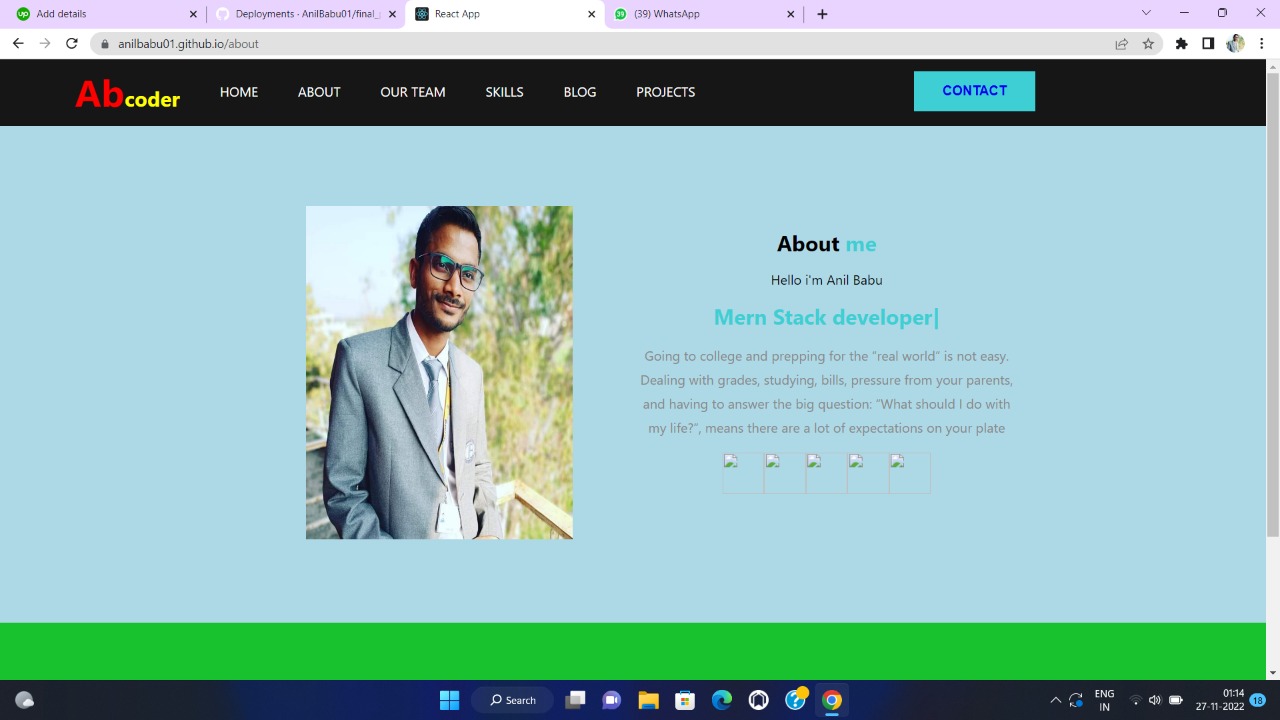 Add details
Deployments - AnilBabu01/final_
React App
(39) WhatsApp
anilbabu01.github.io/about
Abcoder
HOME
ABOUT
OUR TEAM
SKILLS
BLOG
PROJECTS
CONTACT
About me
Hello i'm Anil Babu
Mern Stack developer|
Going to college and prepping for the “real world” is not easy.
Dealing with grades, studying, bills, pressure from your parents,
and having to answer the big question: “What should I do with
my life?”, means there are a lot of expectations on your plate
Search
ENG
IN
01:14
27-11-2022
18